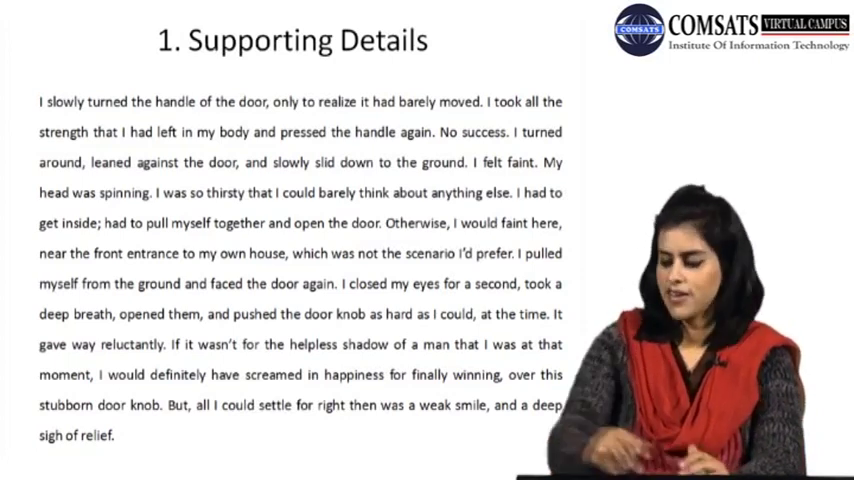 1. Supporting Details
COMSATS
COMSATS
VIRTUAL CAMPUS
Institute Of Information Technology
I slowly turned the handle of the door, only to realize it had barely moved. I took all the
strength that I had left in my body and pressed the handle again. No success. I turned
around, leaned against the door, and slowly slid down to the ground. I felt faint. My
head was spinning. I was so thirsty that I could barely think about anything else. I had to
get inside; had to pull myself together and open the door. Otherwise, I would faint here,
near the front entrance to my own house, which was not the scenario I'd prefer. I pulled
myself from the ground and faced the door again. I closed my eyes for a second, took a
deep breath, opened them, and pushed the door knob as hard as I could, at the time. It
gave way reluctantly. If it wasn't for the helpless shadow of a man that I was at that
moment, I would definitely have screamed in happiness for finally winning, over this
stubborn door knob. But, all I could settle for right then was a weak smile, and a deep
sigh of relief.